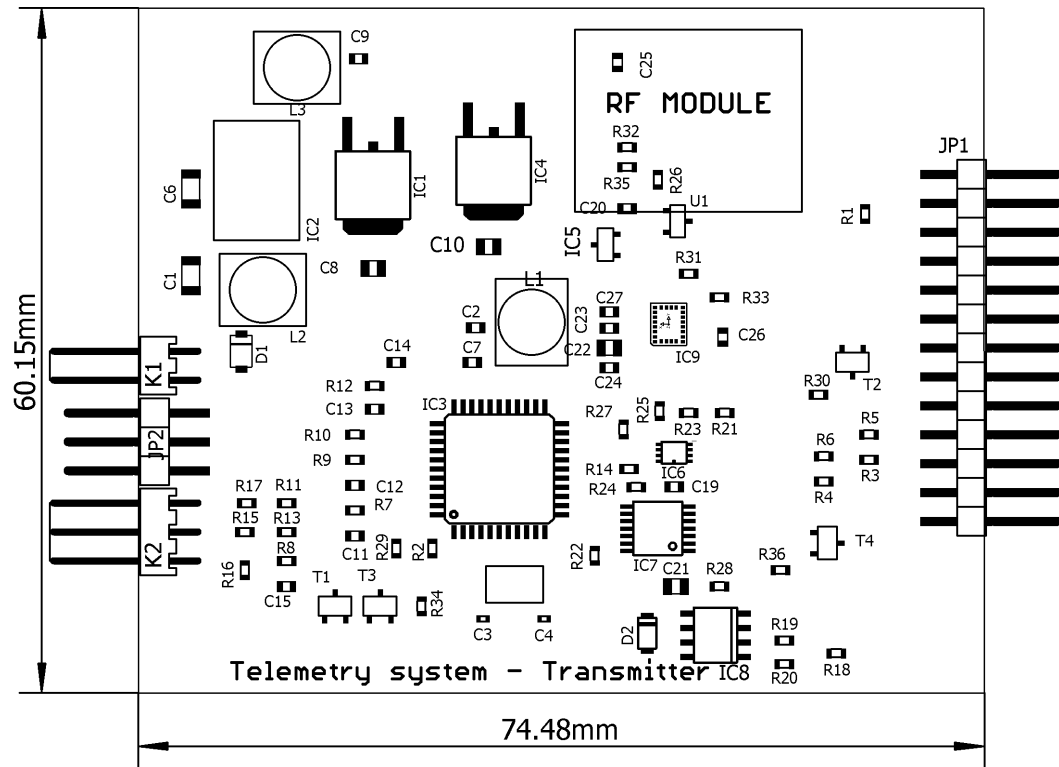 C9
C25
L3
RF MODULE
R32
JP1
IC1
IC4
R35
R26
C6
C20
U1
R1
IC2
IC5
C10
R31
C8
C1
L1
R33
C27
C2
C23
L2
D1
C14
C7
C22
C26
IC9
C24
K1
R12
T2
R30
C13
IC3
R27
R25
R23
R21
R5
JP2
R10
R6
R9
R14
IC6
R3
R17
R11
C12
R24
C19
R4
R15
R13
R7
K2
R8
C11
R29
R2
R22
IC7
T4
R16
R36
C15
T1
T3
R34
C21
R28
C3
C4
D2
R19
Telemetry system - Transmitter
IC8
R20
R18
60.15mm
74.48mm